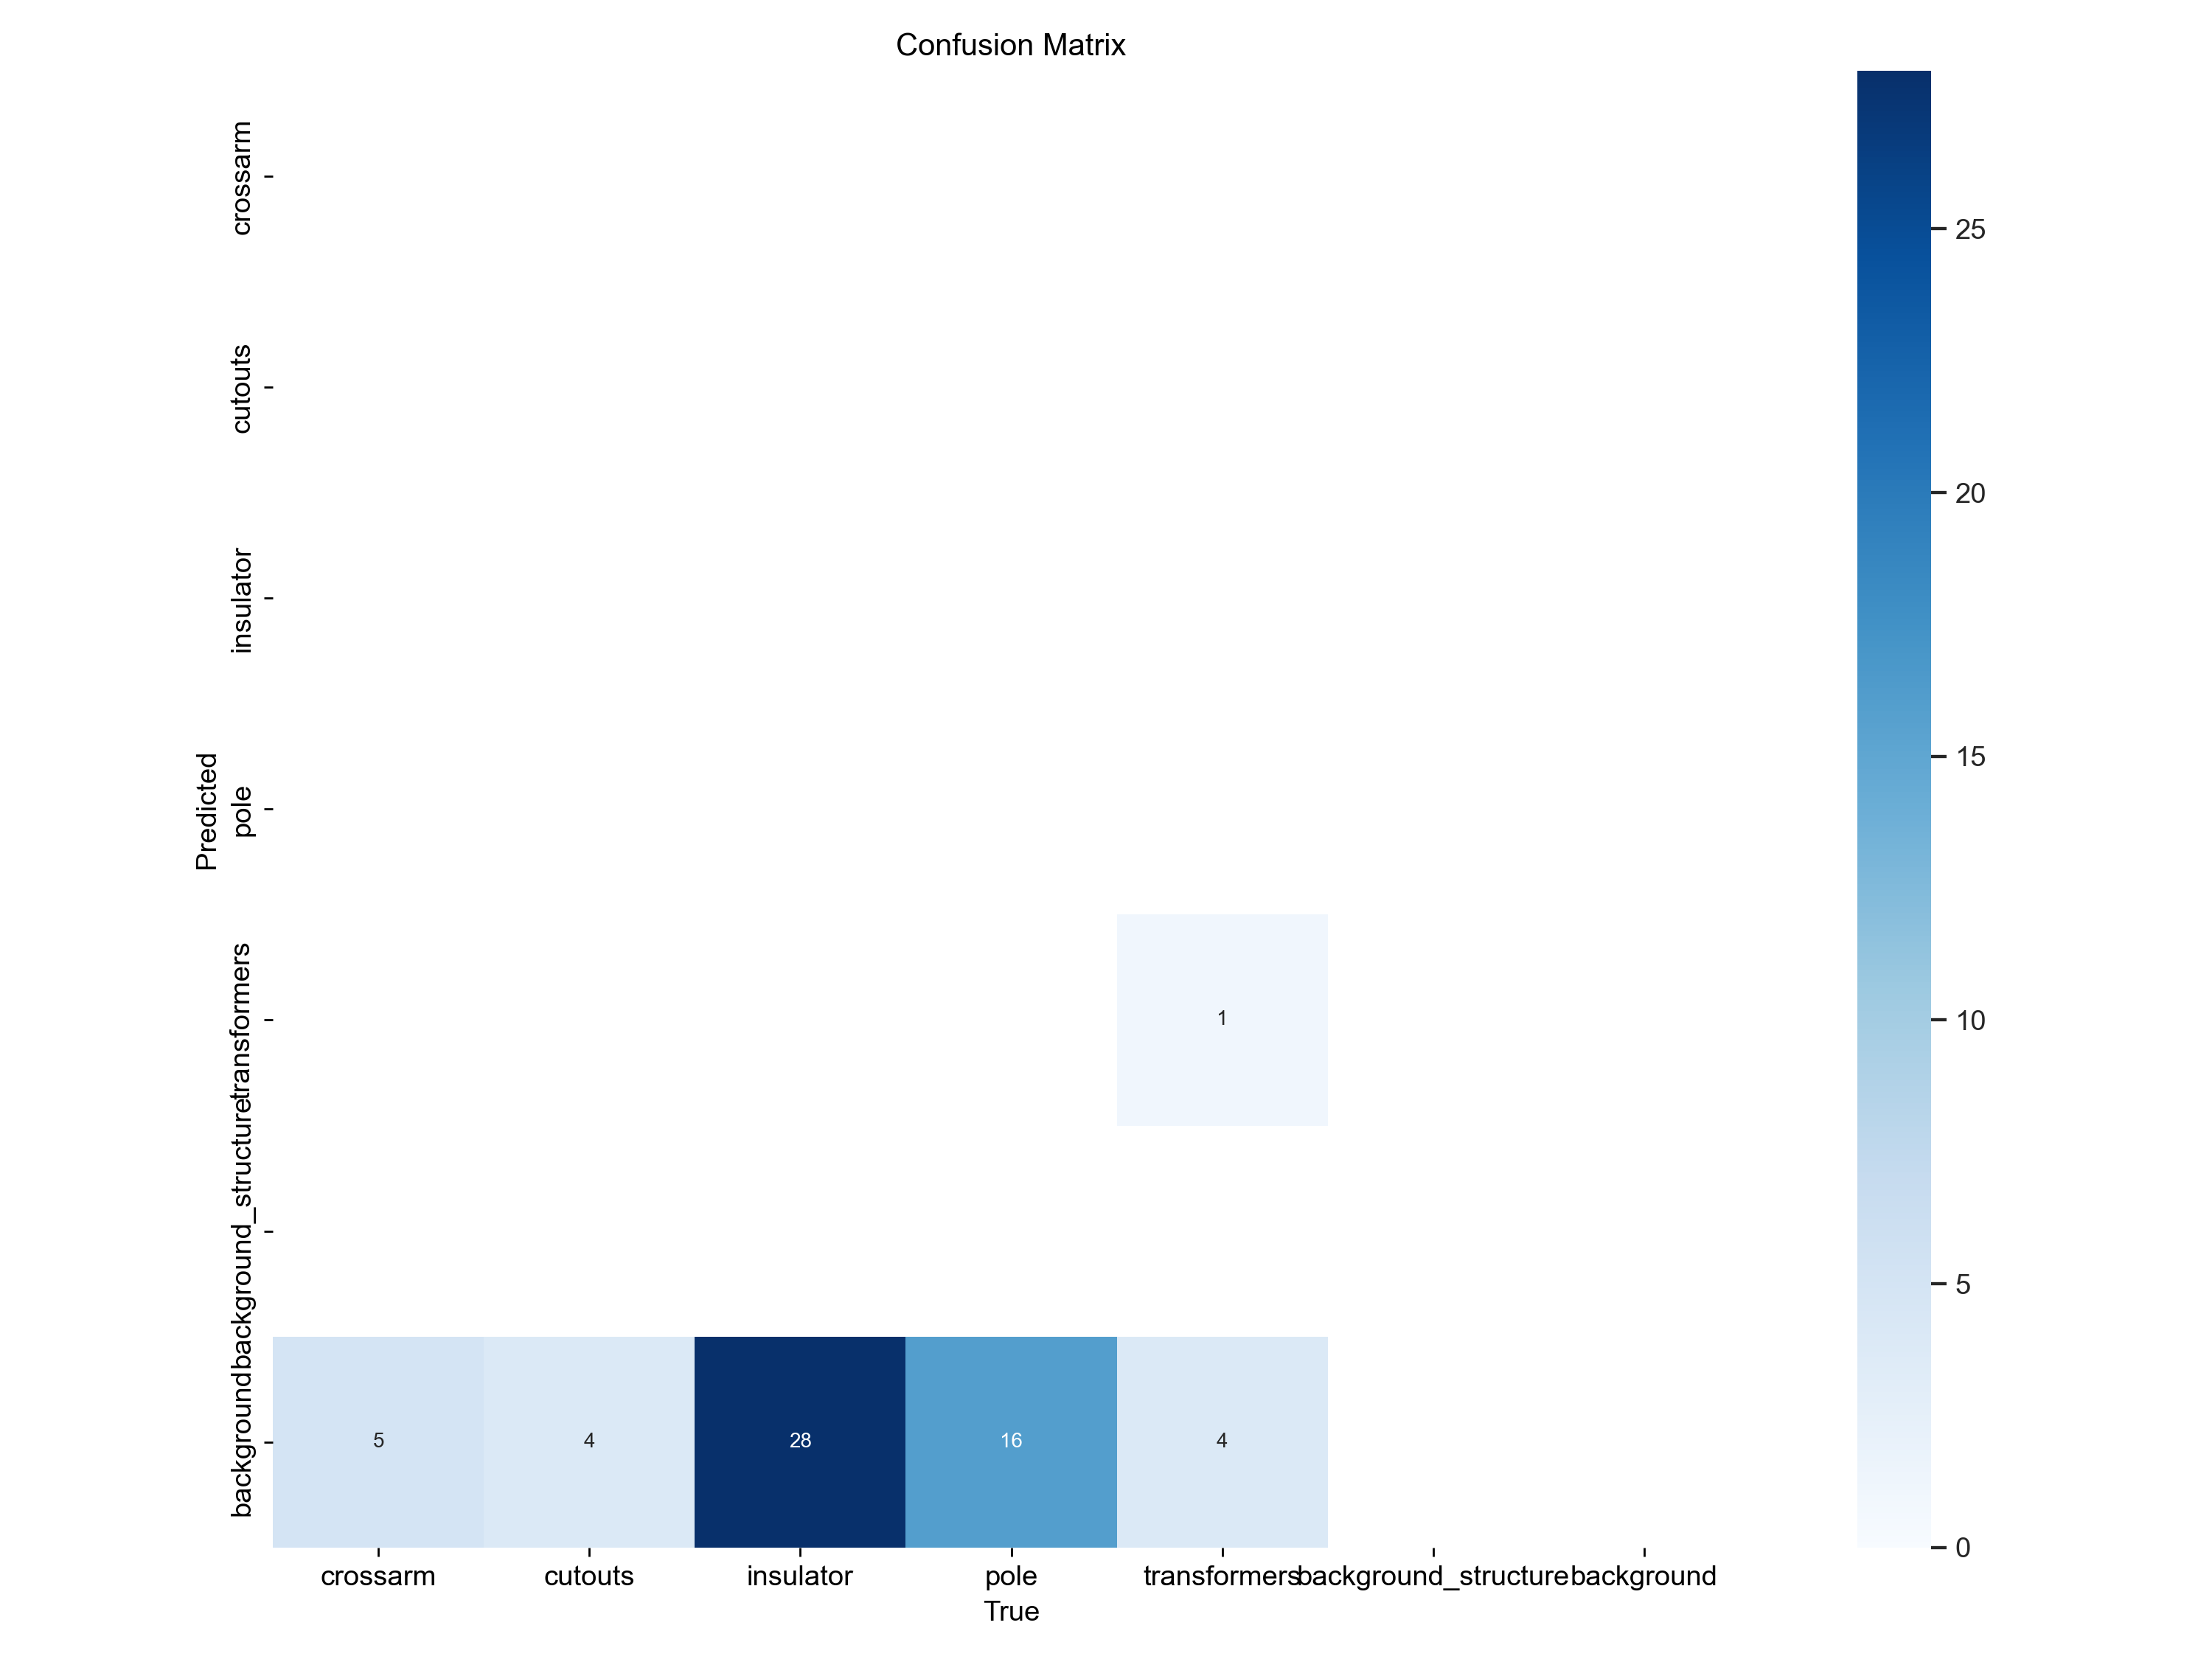 Confusion Matrix
crossarm
cutouts
insulator
pole
transformers
background_structure
background
Predicted
1
5 4 28 16 4
crossarm cutouts insulator pole transformers background_structure background
True
25
20
15
10
5
0